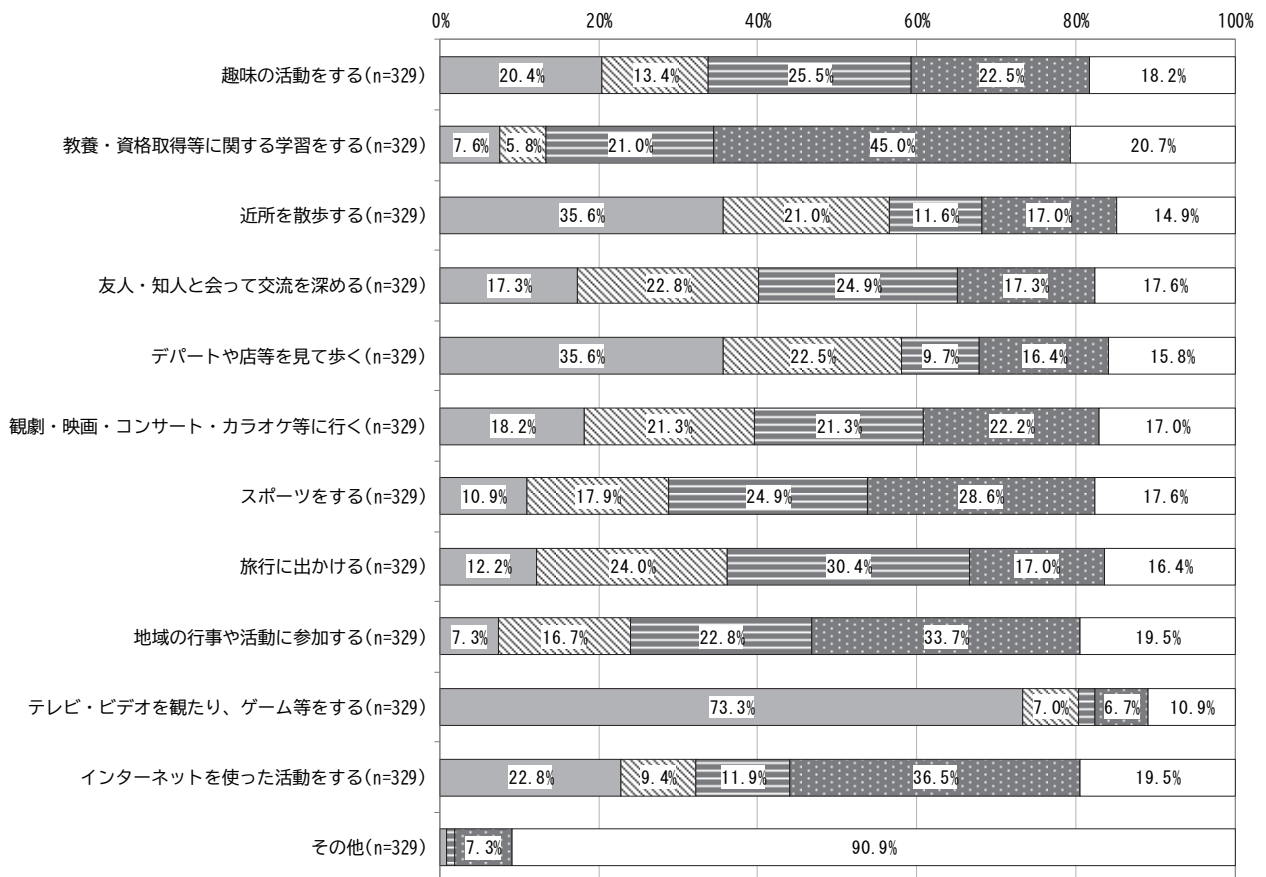 0% 20% 40% 60% 80% 100%
趣味の活動をする(n=329) 20.4% 13.4% 25.5% 22.5% 18.2%
教養・資格取得等に関する学習をする(n=329) 7.6% 5.8% 21.0% 45.0% 20.7%
近所を散歩する(n=329) 35.6% 21.0% 11.6% 17.0% 14.9%
友人・知人と会って交流を深める(n=329) 17.3% 22.8% 24.9% 17.3% 17.6%
デパートや店等を見て歩く(n=329) 35.6% 22.5% 9.7% 16.4% 15.8%
観劇・映画・コンサート・カラオケ等に行く(n=329) 18.2% 21.3% 21.3% 22.2% 17.0%
スポーツをする(n=329) 10.9% 17.9% 24.9% 28.6% 17.6%
旅行に出かける(n=329) 12.2% 24.0% 30.4% 17.0% 16.4%
地域の行事や活動に参加する(n=329) 7.3% 16.7% 22.8% 33.7% 19.5%
テレビ・ビデオを観たり、ゲーム等をする(n=329) 73.3% 7.0% 6.7% 10.9%
インターネットを使った活動をする(n=329) 22.8% 9.4% 11.9% 36.5% 19.5%
その他(n=329) 7.3% 90.9%